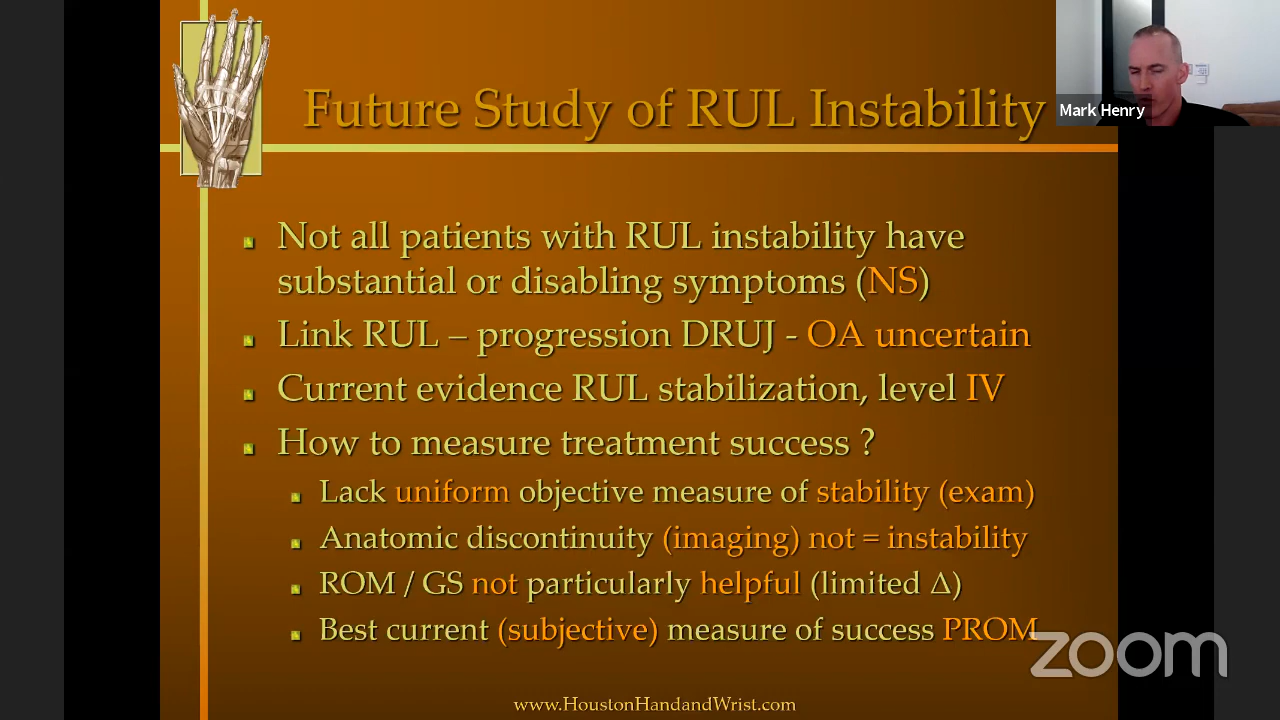 Future Study of RUL Instability
Mark Henry
Not all patients with RUL instability have
substantial or disabling symptoms (NS)
Link RUL – progression DRUJ - OA uncertain
Current evidence RUL stabilization, level IV
How to measure treatment success ?
Lack uniform objective measure of stability (exam)
Anatomic discontinuity (imaging) not = instability
ROM / GS not particularly helpful (limited Δ)
Best current (subjective) measure of success PROM
zoom
www.HoustonHandandWrist.com